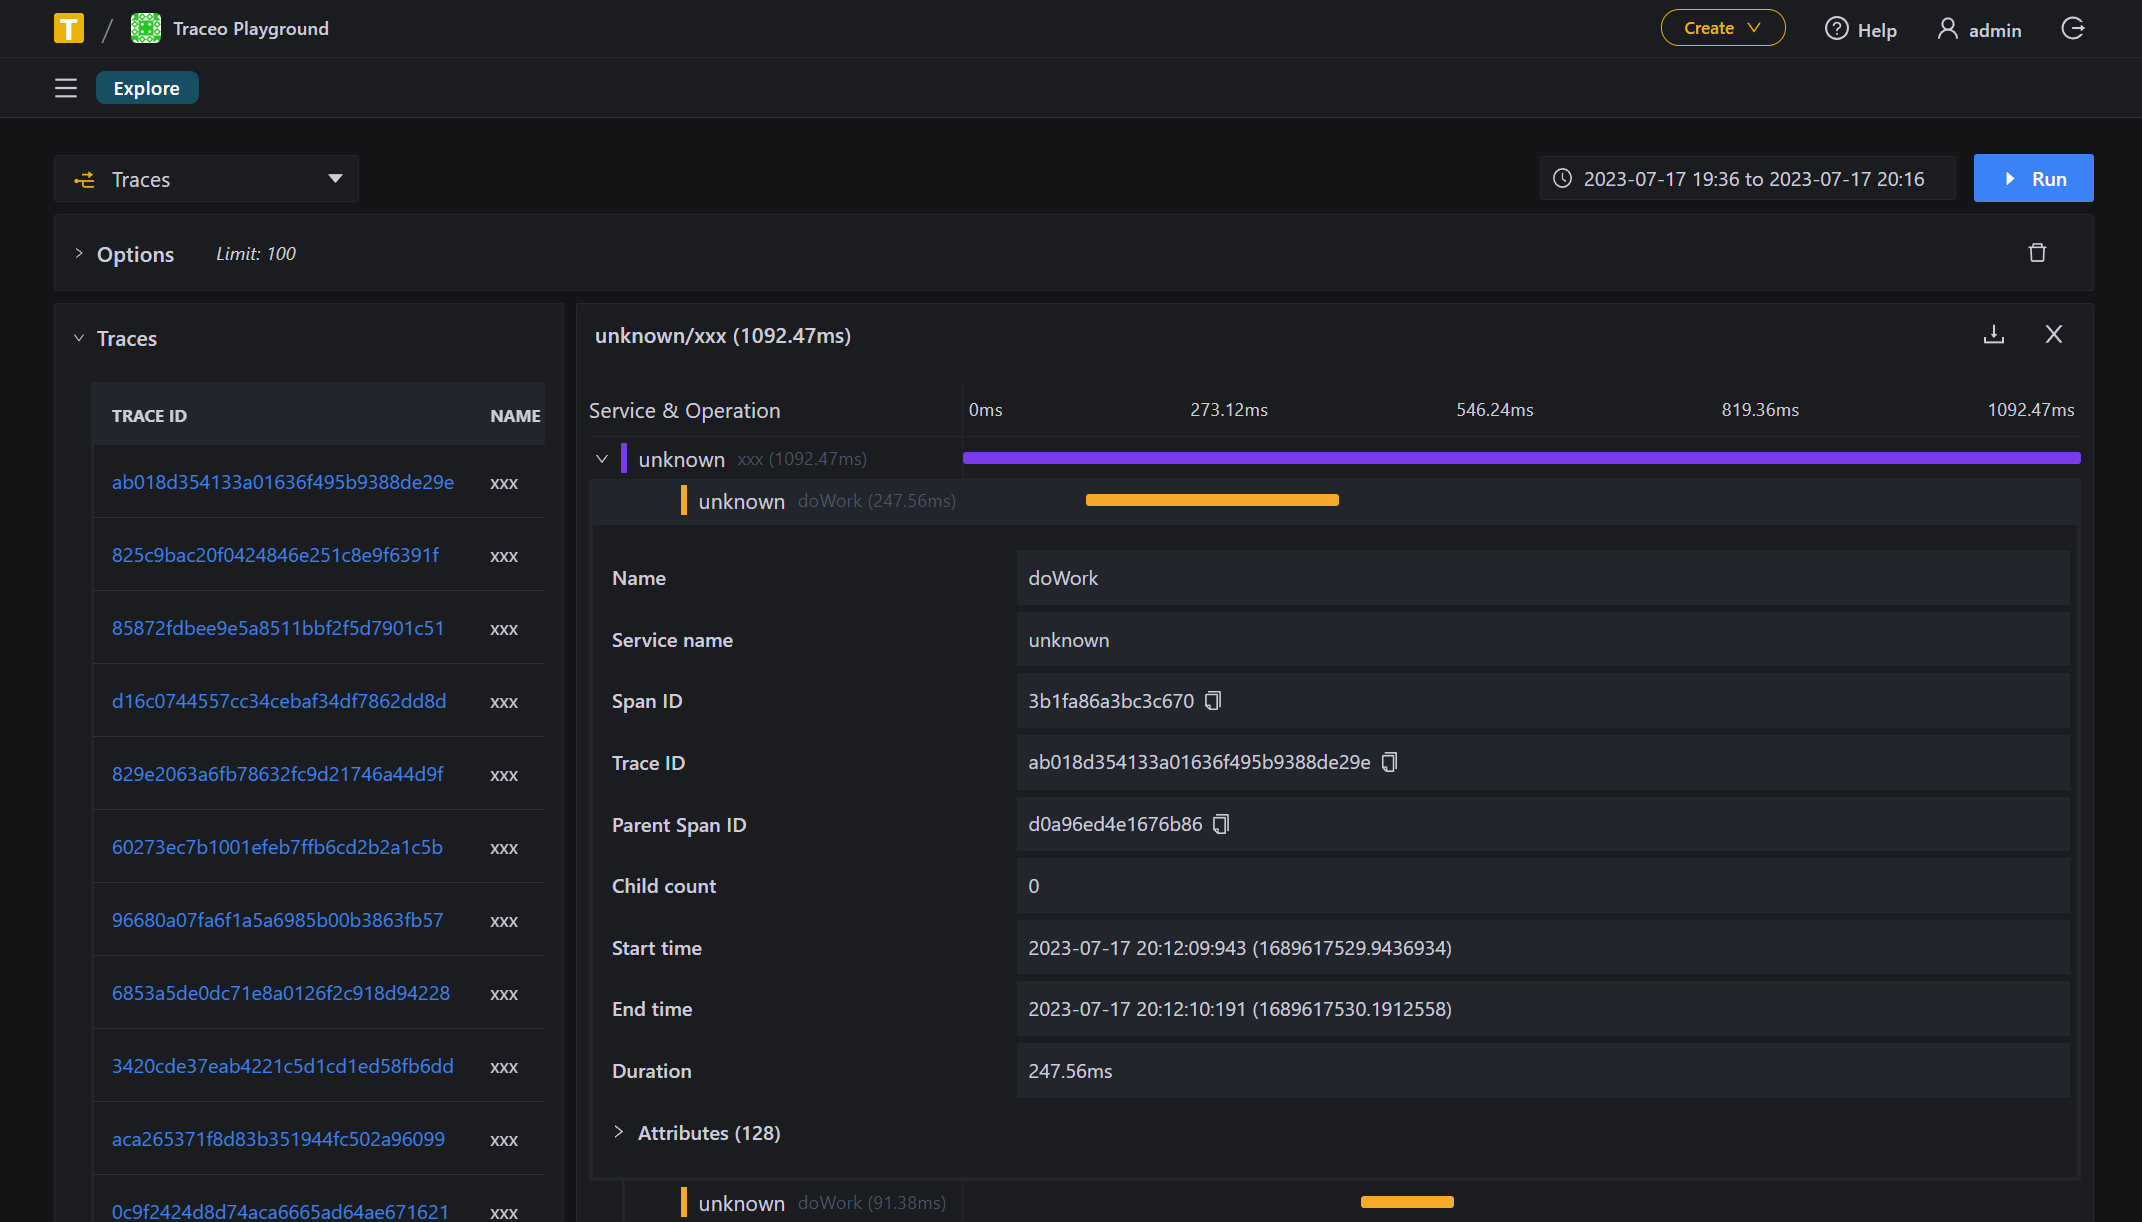 T / Traceo Playground Create Help admin
Explore
Traces 2023-07-17 19:36 to 2023-07-17 20:16 Run
Options Limit: 100
Traces
TRACE ID NAME
ab018d354133a01636f495b9388de29e xxx
825c9bac20f0424846e251c8e9f6391f xxx
85872fdbee9e5a8511bbf2f5d7901c51 xxx
d16c0744557cc34cebaf34df7862dd8d xxx
829e2063a6fb78632fc9d21746a44d9f xxx
60273ec7b1001efeb7ffb6cd2b2a1c5b xxx
96680a07fa6f1a5a6985b00b3863fb57 xxx
6853a5de0dc71e8a0126f2c918d94228 xxx
3420cde37eab4221c5d1cd1ed58fb6dd xxx
aca265371f8d83b351944fc502a96099 xxx
0c9f2424d8d74aca6665ad64ae671621 xxx
unknown/xxx (1092.47ms)
Service & Operation 0ms 273.12ms 546.24ms 819.36ms 1092.47ms
unknown xxx (1092.47ms)
unknown doWork (247.56ms)
Name doWork
Service name unknown
Span ID 3b1fa86a3bc3c670
Trace ID ab018d354133a01636f495b9388de29e
Parent Span ID d0a96ed4e1676b86
Child count 0
Start time 2023-07-17 20:12:09:943 (1689617529.9436934)
End time 2023-07-17 20:12:10:191 (1689617530.1912558)
Duration 247.56ms
Attributes (128)
unknown doWork (91.38ms)